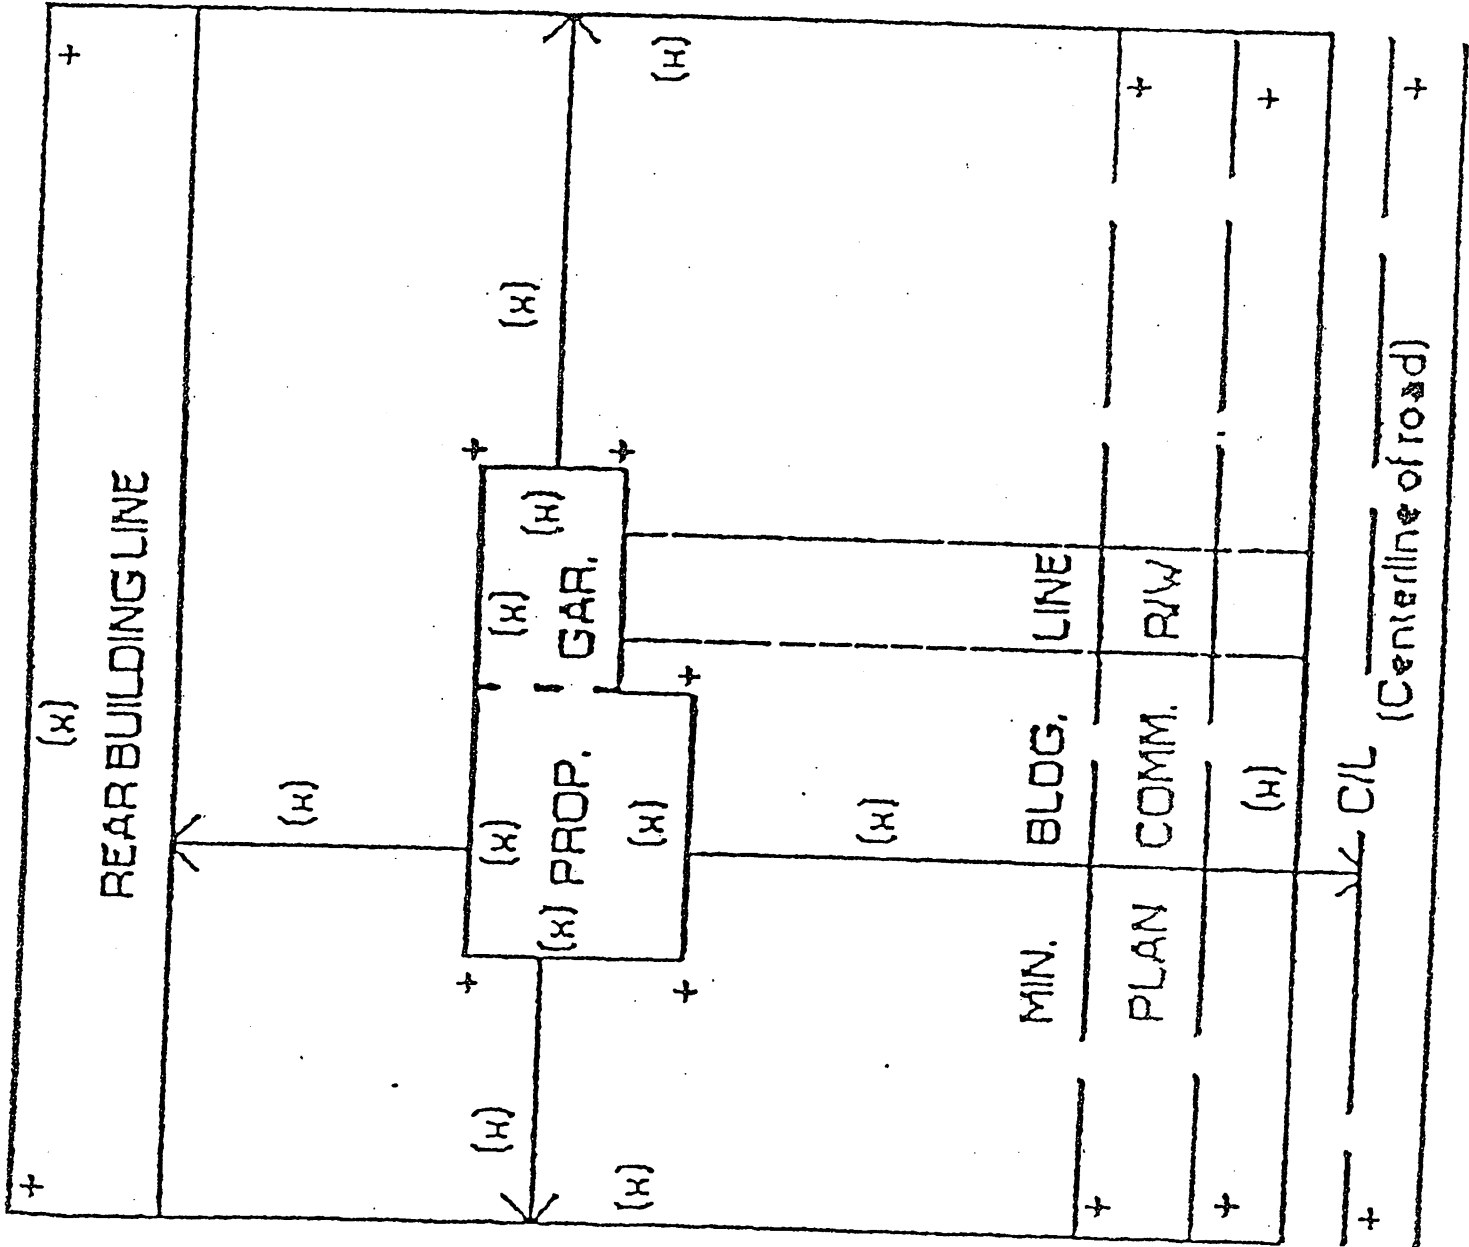 + (x) +
REAR BUILDING LINE
(x)
+ +
(x) (x) (x) (x)
(x) PROP. GAR. (x)
+
(x) (x) (x)
+ +
(x)
MIN. BLDG. LINE
+ PLAN COMM. R/W +
+ (x) +
C/L
+ (Centerline of road) +